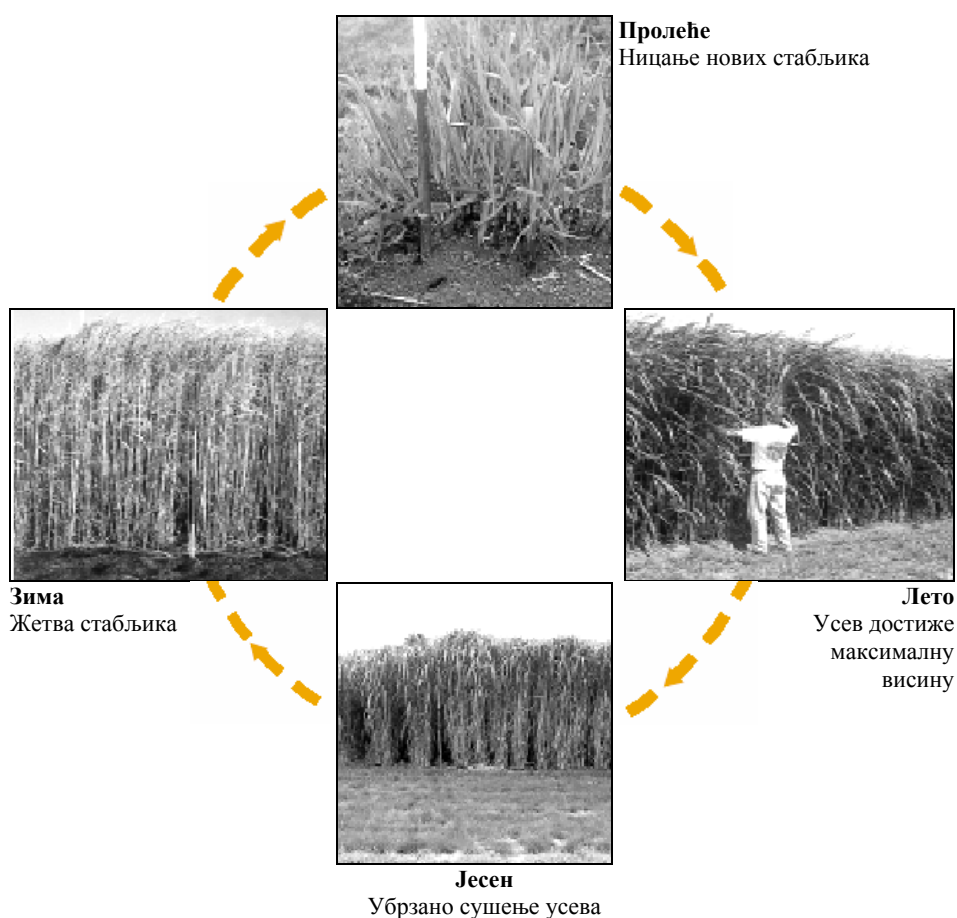 Пролеће
Ницање нових стабљика
Зима
Жетва стабљика
Лето
Усев достиже
максималну
висину
Јесен
Убрзано сушење усева